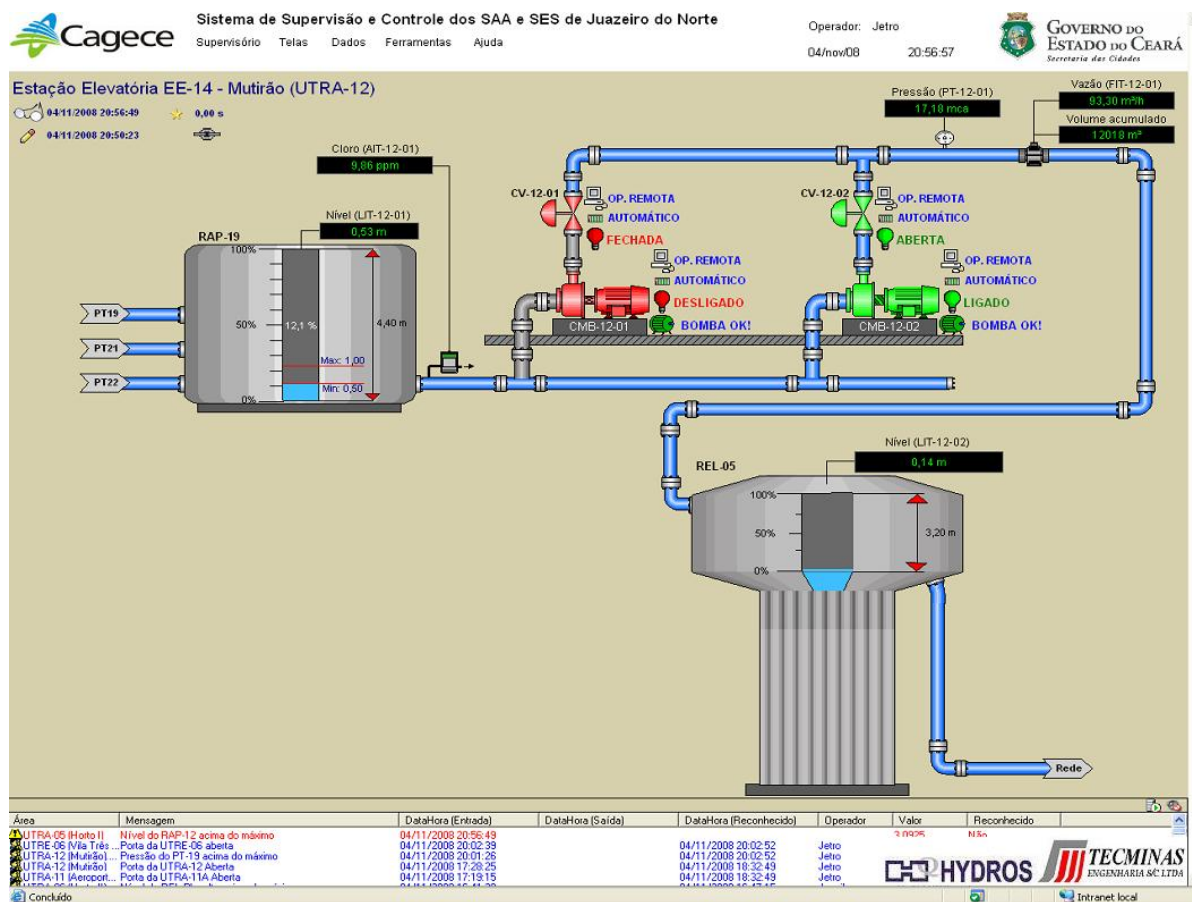 Cagece
Sistema de Supervisão e Controle dos SAA e SES de Juazeiro do Norte
Supervisório Telas Dados Ferramentas Ajuda
Operador: Jetro
04/nov/08 20:56:57
GOVERNO DO
ESTADO DO CEARÁ
Secretaria das Cidades
Estação Elevatória EE-14 - Mutirão (UTRA-12)
04/11/2008 20:56:49 0,00 s
04/11/2008 20:50:23
Pressão (PT-12-01)
17,18 mca
Vazão (FIT-12-01)
93,30 m³/h
Volume acumulado
12018 m³
Cloro (AIT-12-01)
9,86 ppm
Nível (LIT-12-01)
0,53 m
RAP-19
100%
50%
0%
12,1 %
4,40 m
Max: 1,00
Min: 0,50
PT19
PT21
PT22
CV-12-01
OP. REMOTA
AUTOMÁTICO
FECHADA
OP. REMOTA
AUTOMÁTICO
DESLIGADO
CMB-12-01
BOMBA OK!
CV-12-02
OP. REMOTA
AUTOMÁTICO
ABERTA
OP. REMOTA
AUTOMÁTICO
LIGADO
CMB-12-02
BOMBA OK!
Nível (LIT-12-02)
0,14 m
REL-05
100%
50%
0%
3,20 m
Rede
Área Mensagem DataHora (Entrada) DataHora (Saída) DataHora (Reconhecido) Operador Valor Reconhecido
UTRA-05 (Horto I) Nível do RAP-12 acima do máximo 04/11/2008 20:56:49 3,0925 Não
UTRE-06 (Vila Três ... Porta da UTRE-06 aberta 04/11/2008 20:02:39 04/11/2008 20:02:52 Jetro
UTRA-12 (Mutirão)... Pressão do PT-19 acima do máximo 04/11/2008 20:01:26 04/11/2008 20:02:52 Jetro
UTRA-12 (Mutirão) Porta da UTRA-12 Aberta 04/11/2008 17:28:25 04/11/2008 18:32:49 Jetro
UTRA-11 (Aeroport... Porta da UTRA-11A Aberta 04/11/2008 17:19:15 04/11/2008 18:32:49 Jetro
HYDROS
TECMINAS
ENGENHARIA S/C LTDA
Concluído
Intranet local